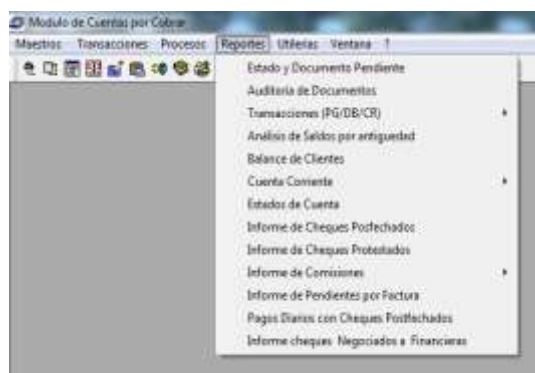 Modulo de Cuentas por Cobrar
Maestros Transacciones Procesos Reportes Utilerias Ventana ?
Estado y Documento Pendiente
Auditoria de Documentos
Transacciones (PG/DB/CR)
Análisis de Saldos por antiguedad
Balance de Clientes
Cuenta Corriente
Estados de Cuenta
Informe de Cheques Posfechados
Informe de Cheques Protestados
Informe de Comisiones
Informe de Pendientes por Factura
Pagos Diarios con Cheques Postfechados
Informe cheques Negociados a Financieras